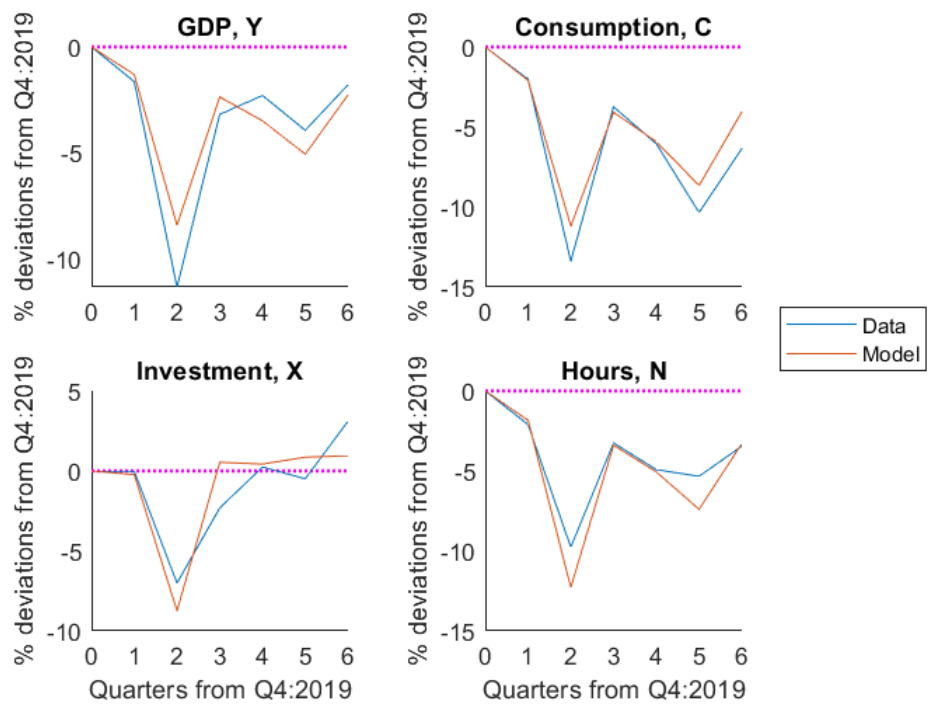 GDP, Y
% deviations from Q4:2019
0
-5
-10
0 1 2 3 4 5 6
Consumption, C
% deviations from Q4:2019
0
-5
-10
-15
0 1 2 3 4 5 6
Data
Model
Investment, X
% deviations from Q4:2019
5
0
-5
-10
0 1 2 3 4 5 6
Quarters from Q4:2019
Hours, N
% deviations from Q4:2019
0
-5
-10
-15
0 1 2 3 4 5 6
Quarters from Q4:2019